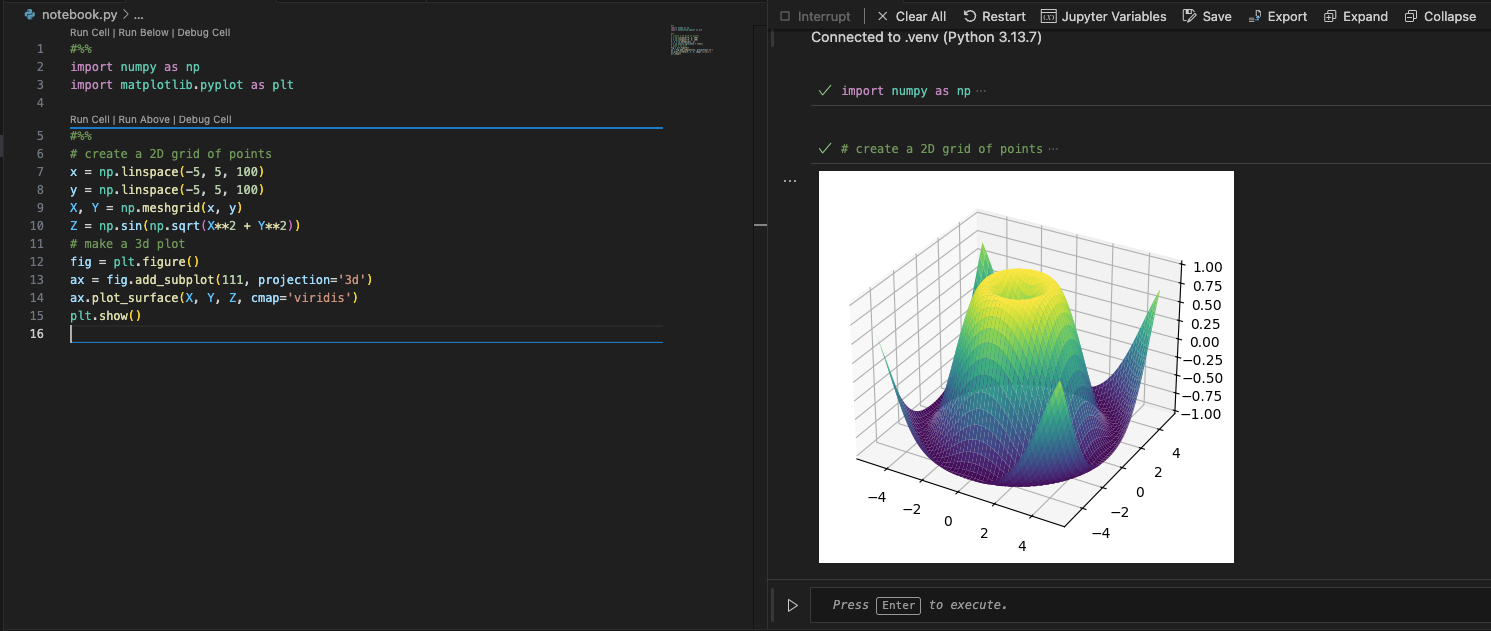 notebook.py > ...
Run Cell | Run Below | Debug Cell
1 #%%
2 import numpy as np
3 import matplotlib.pyplot as plt
4
Run Cell | Run Above | Debug Cell
5 #%%
6 # create a 2D grid of points
7 x = np.linspace(-5, 5, 100)
8 y = np.linspace(-5, 5, 100)
9 X, Y = np.meshgrid(x, y)
10 Z = np.sin(np.sqrt(X**2 + Y**2))
11 # make a 3d plot
12 fig = plt.figure()
13 ax = fig.add_subplot(111, projection='3d')
14 ax.plot_surface(X, Y, Z, cmap='viridis')
15 plt.show()
16
Interrupt | Clear All Restart Jupyter Variables Save Export Expand Collapse
Connected to .venv (Python 3.13.7)
import numpy as np ...
# create a 2D grid of points ...
...
1.00
0.75
0.50
0.25
0.00
−0.25
−0.50
−0.75
−1.00
−4
−2
0
2
4
4
2
0
−2
−4
Press Enter to execute.